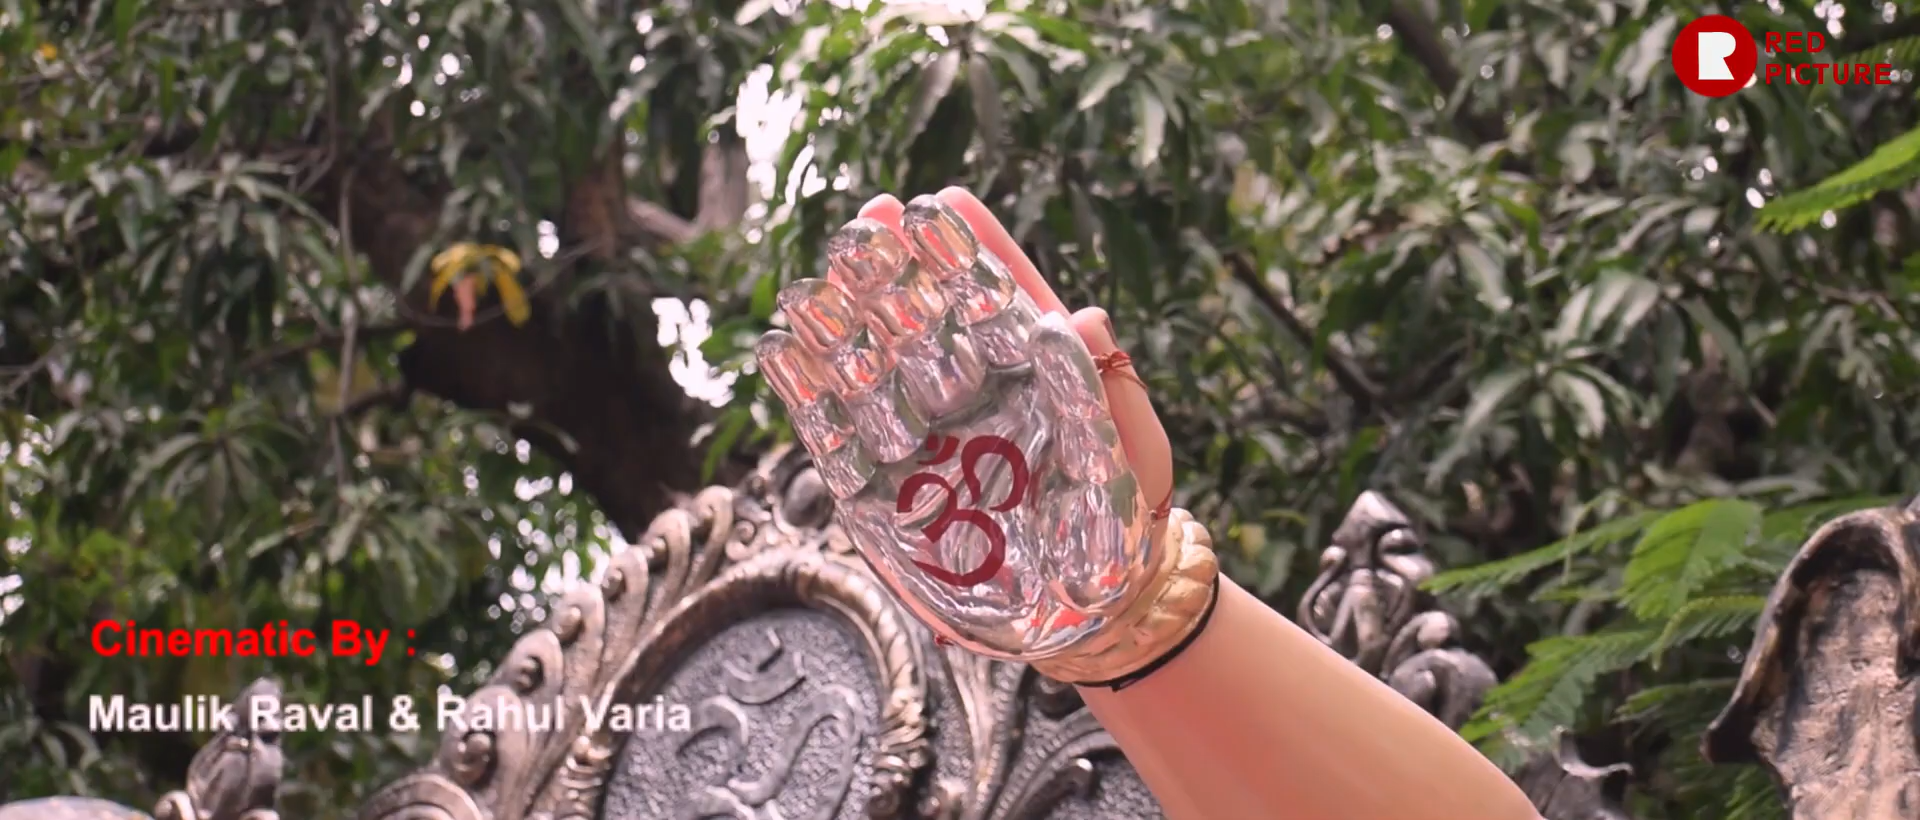 RED
PICTURE
ॐ
Cinematic By :
Maulik Raval & Rahul Varia